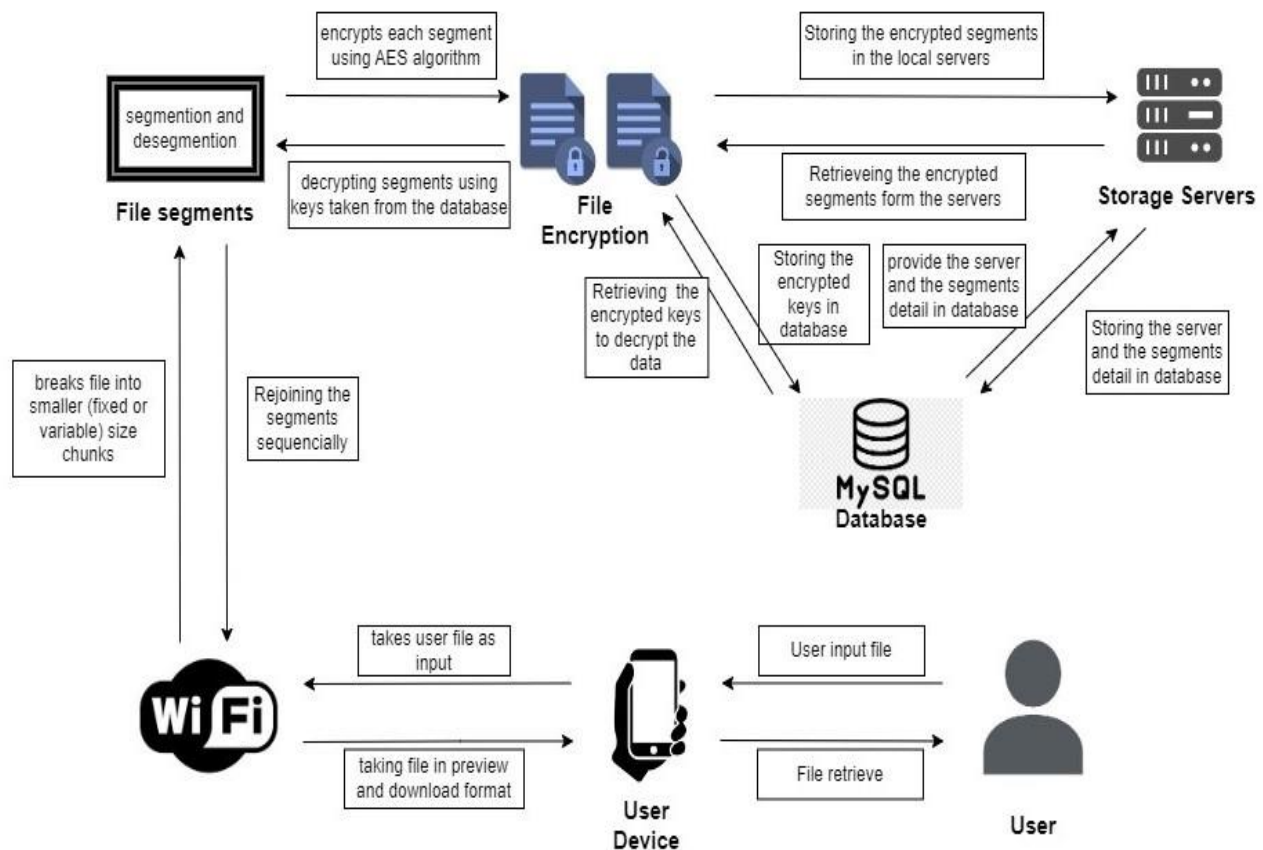 encrypts each segment
using AES algorithm
Storing the encrypted segments
in the local servers
segmention and
desegmention
decrypting segments using
keys taken from the database
Retrieveing the encrypted
segments form the servers
File segments
File
Encryption
Storage Servers
Retrieving the
encrypted keys
to decrypt the
data
Storing the
encrypted
keys in
database
provide the server
and the segments
detail in database
Storing the server
and the segments
detail in database
breaks file into
smaller (fixed or
variable) size
chunks
Rejoining the
segments
sequencially
MySQL
Database
takes user file as
input
User input file
Wi Fi
taking file in preview
and download format
File retrieve
User
Device
User